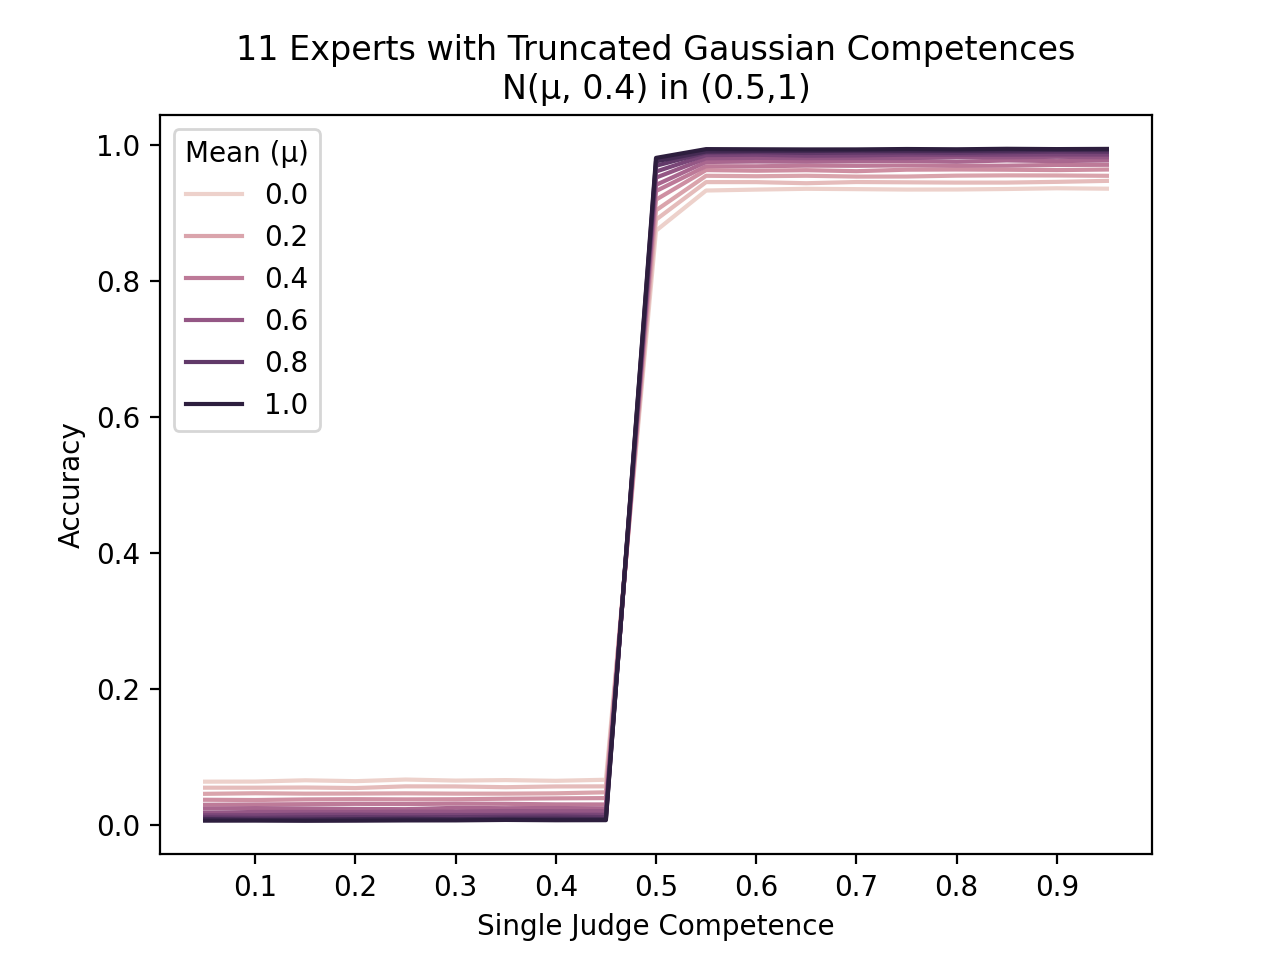 11 Experts with Truncated Gaussian Competences
N(μ, 0.4) in (0.5,1)
Mean (μ)
0.0
0.2
0.4
0.6
0.8
1.0
Accuracy
1.0
0.8
0.6
0.4
0.2
0.0
0.1 0.2 0.3 0.4 0.5 0.6 0.7 0.8 0.9
Single Judge Competence